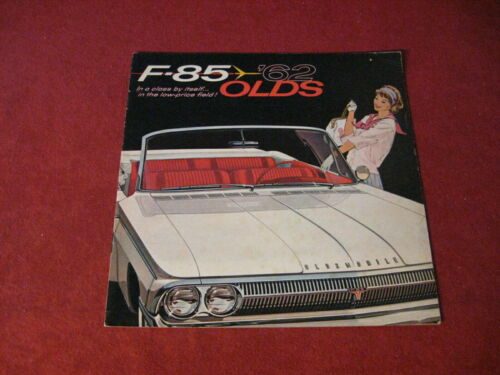 F-85 '62
OLDS
In a class by itself...
in the low-price field!
OLDSMOBILE